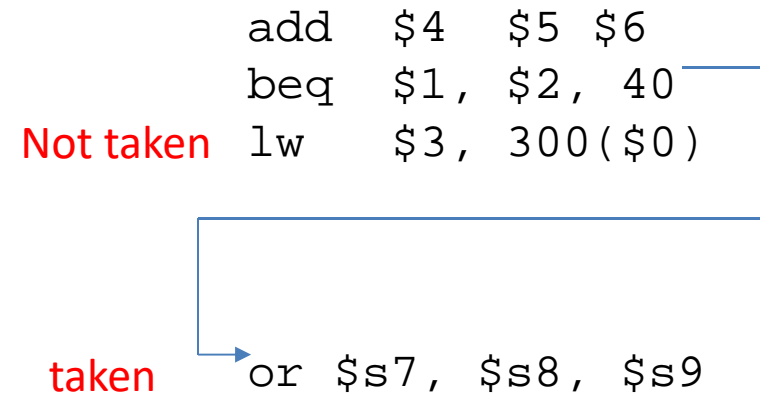 add $4 $5 $6
beq $1, $2, 40
Not taken lw $3, 300($0)
taken or $s7, $s8, $s9